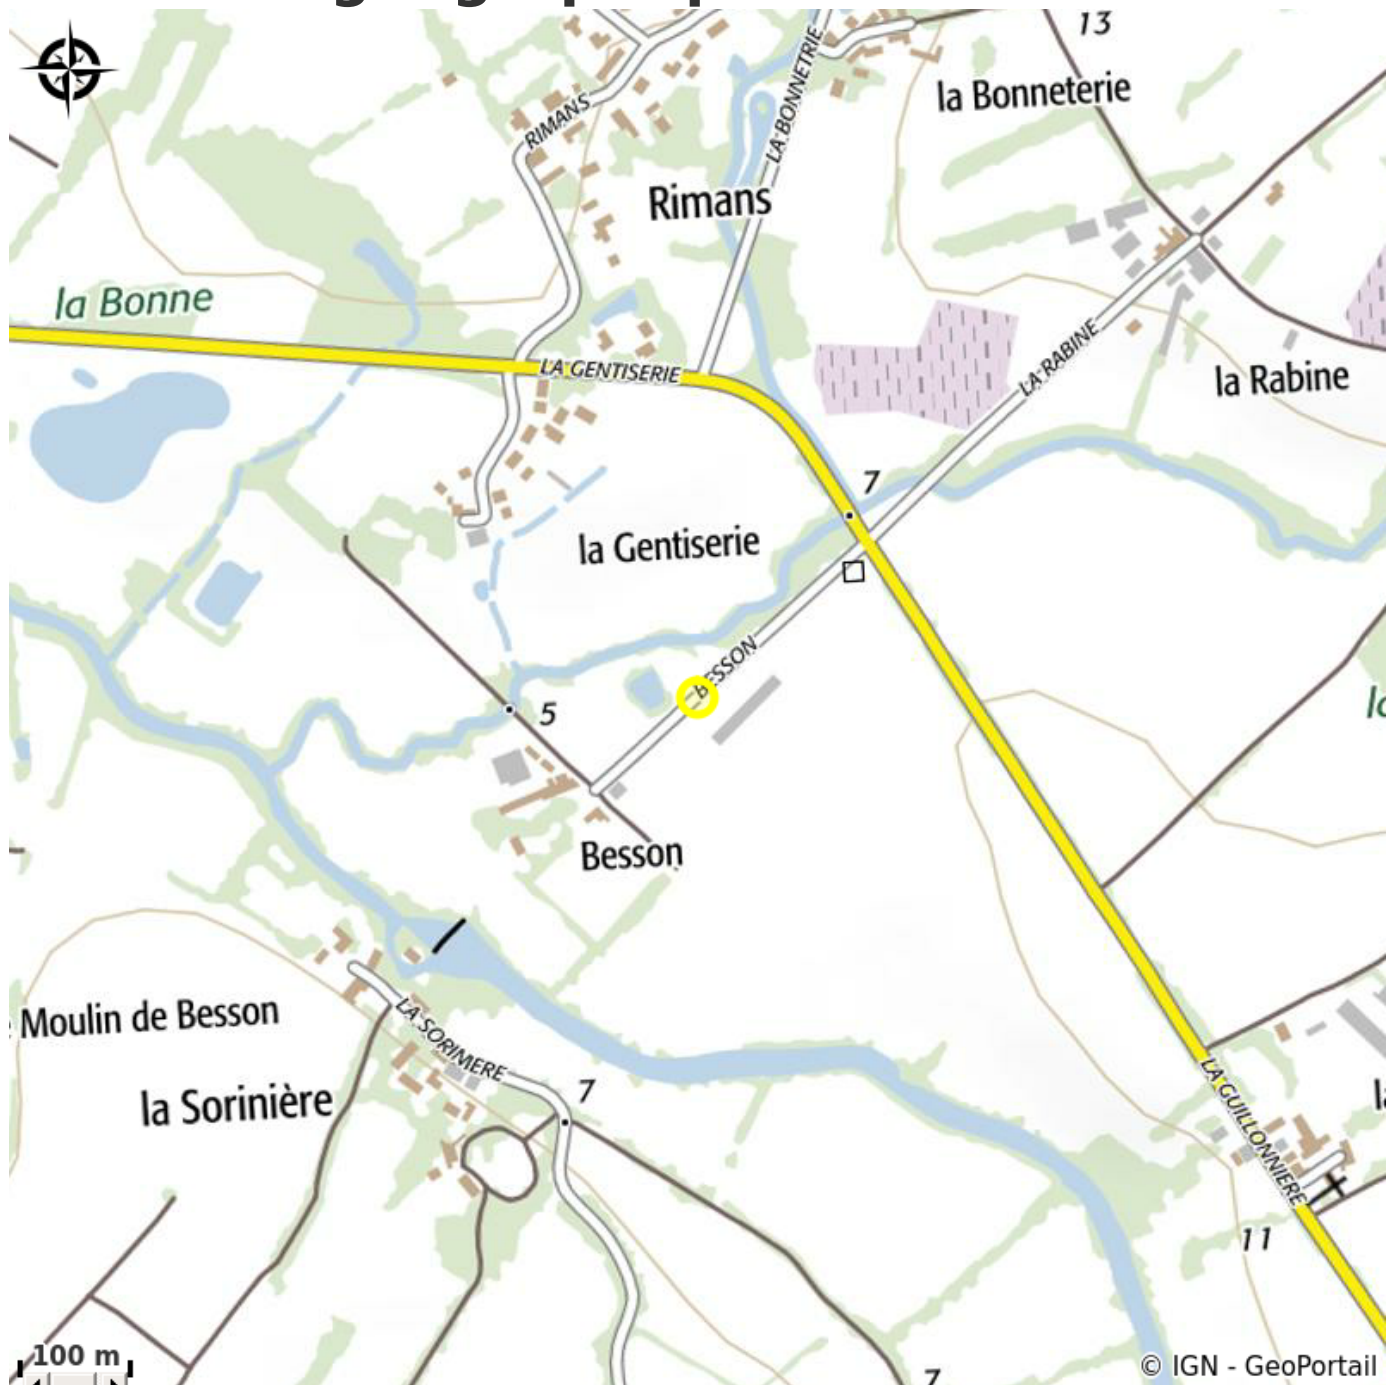 13
la Bonneterie
LA BONNETRIE
RIMANS
Rimans
la Bonne
LA GENTISERIE
LA RABINE
la Rabine
7
la Gentiserie
BESSON
5
Besson
Moulin de Besson
LA SORIMERE
la Sorinière
7
LA GUILLONNIERE
11
100 m
7
© IGN - GeoPortail